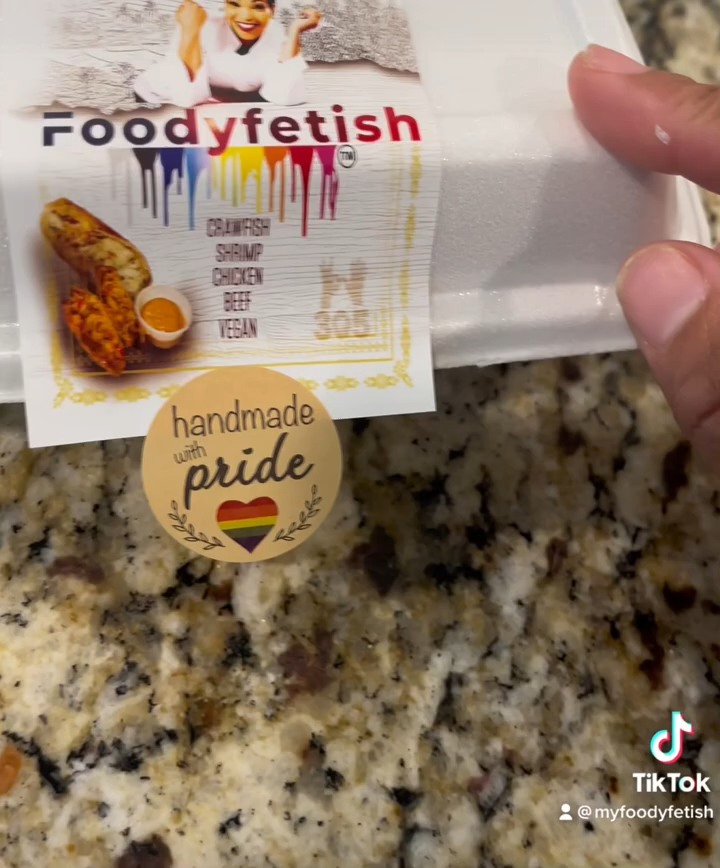 Foodyfetish
TM
CRAWFISH
SHRIMP
CHICKEN
BEEF
VEGAN
305
handmade
with
pride
TikTok
@myfoodyfetish